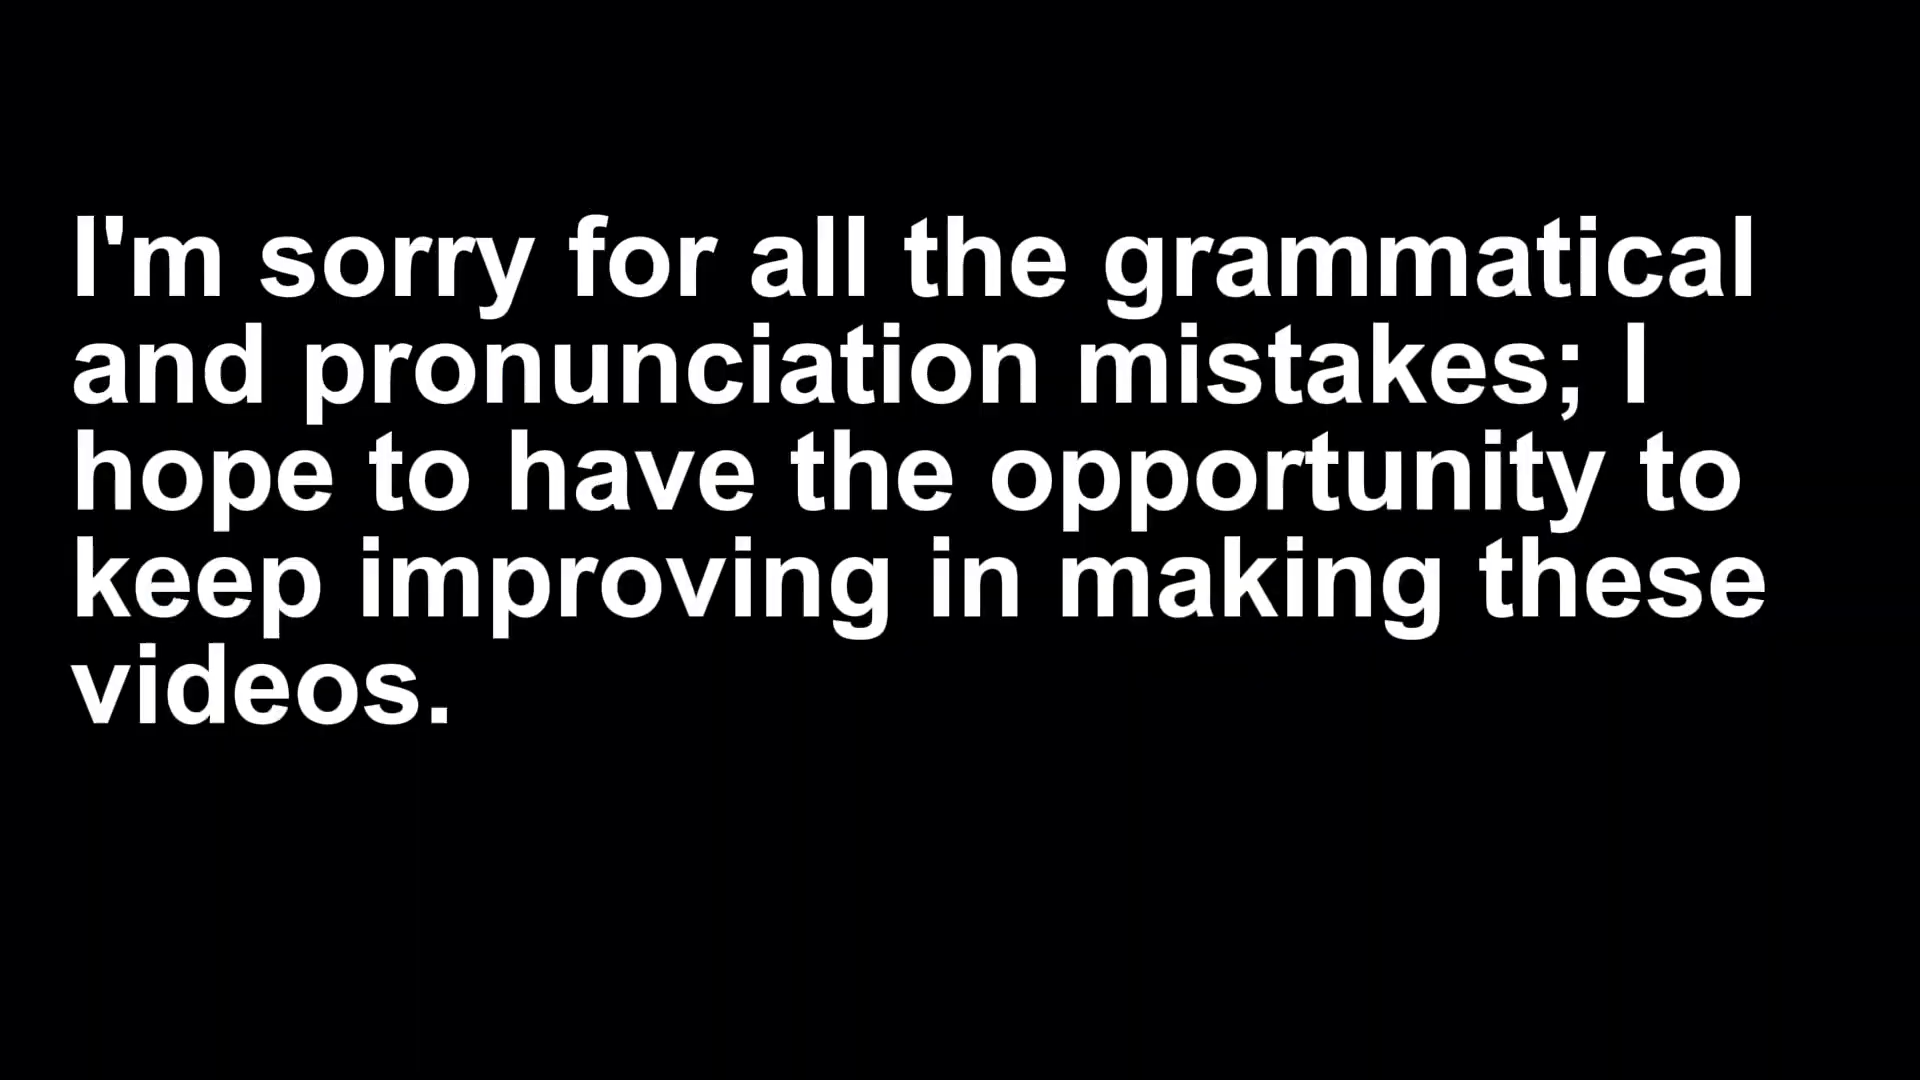 I'm sorry for all the grammatical
and pronunciation mistakes; I
hope to have the opportunity to
keep improving in making these
videos.